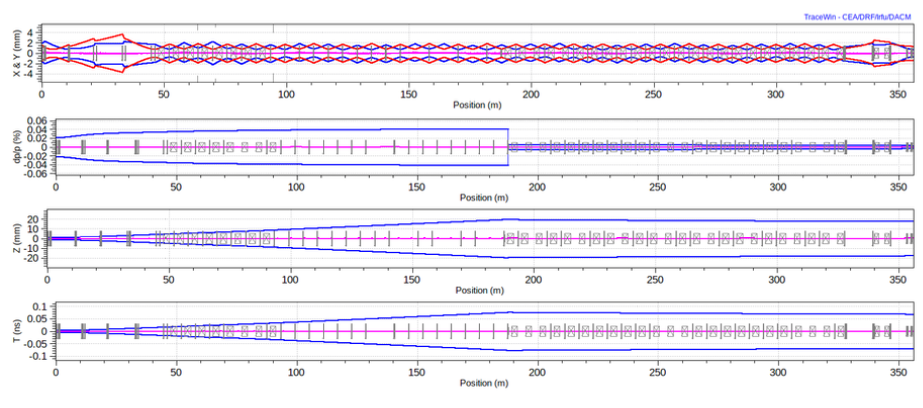 TraceWin - CEA/DRF/Irfu/DACM
X & Y (mm)
4
2
0
-2
-4
0 50 100 150 200 250 300 350
Position (m)
dp/p (%)
0.06
0.04
0.02
0
-0.02
-0.04
-0.06
0 50 100 150 200 250 300 350
Position (m)
Z (mm)
20
10
0
-10
-20
0 50 100 150 200 250 300 350
Position (m)
T (ns)
0.1
0.05
0
-0.05
-0.1
0 50 100 150 200 250 300 350
Position (m)